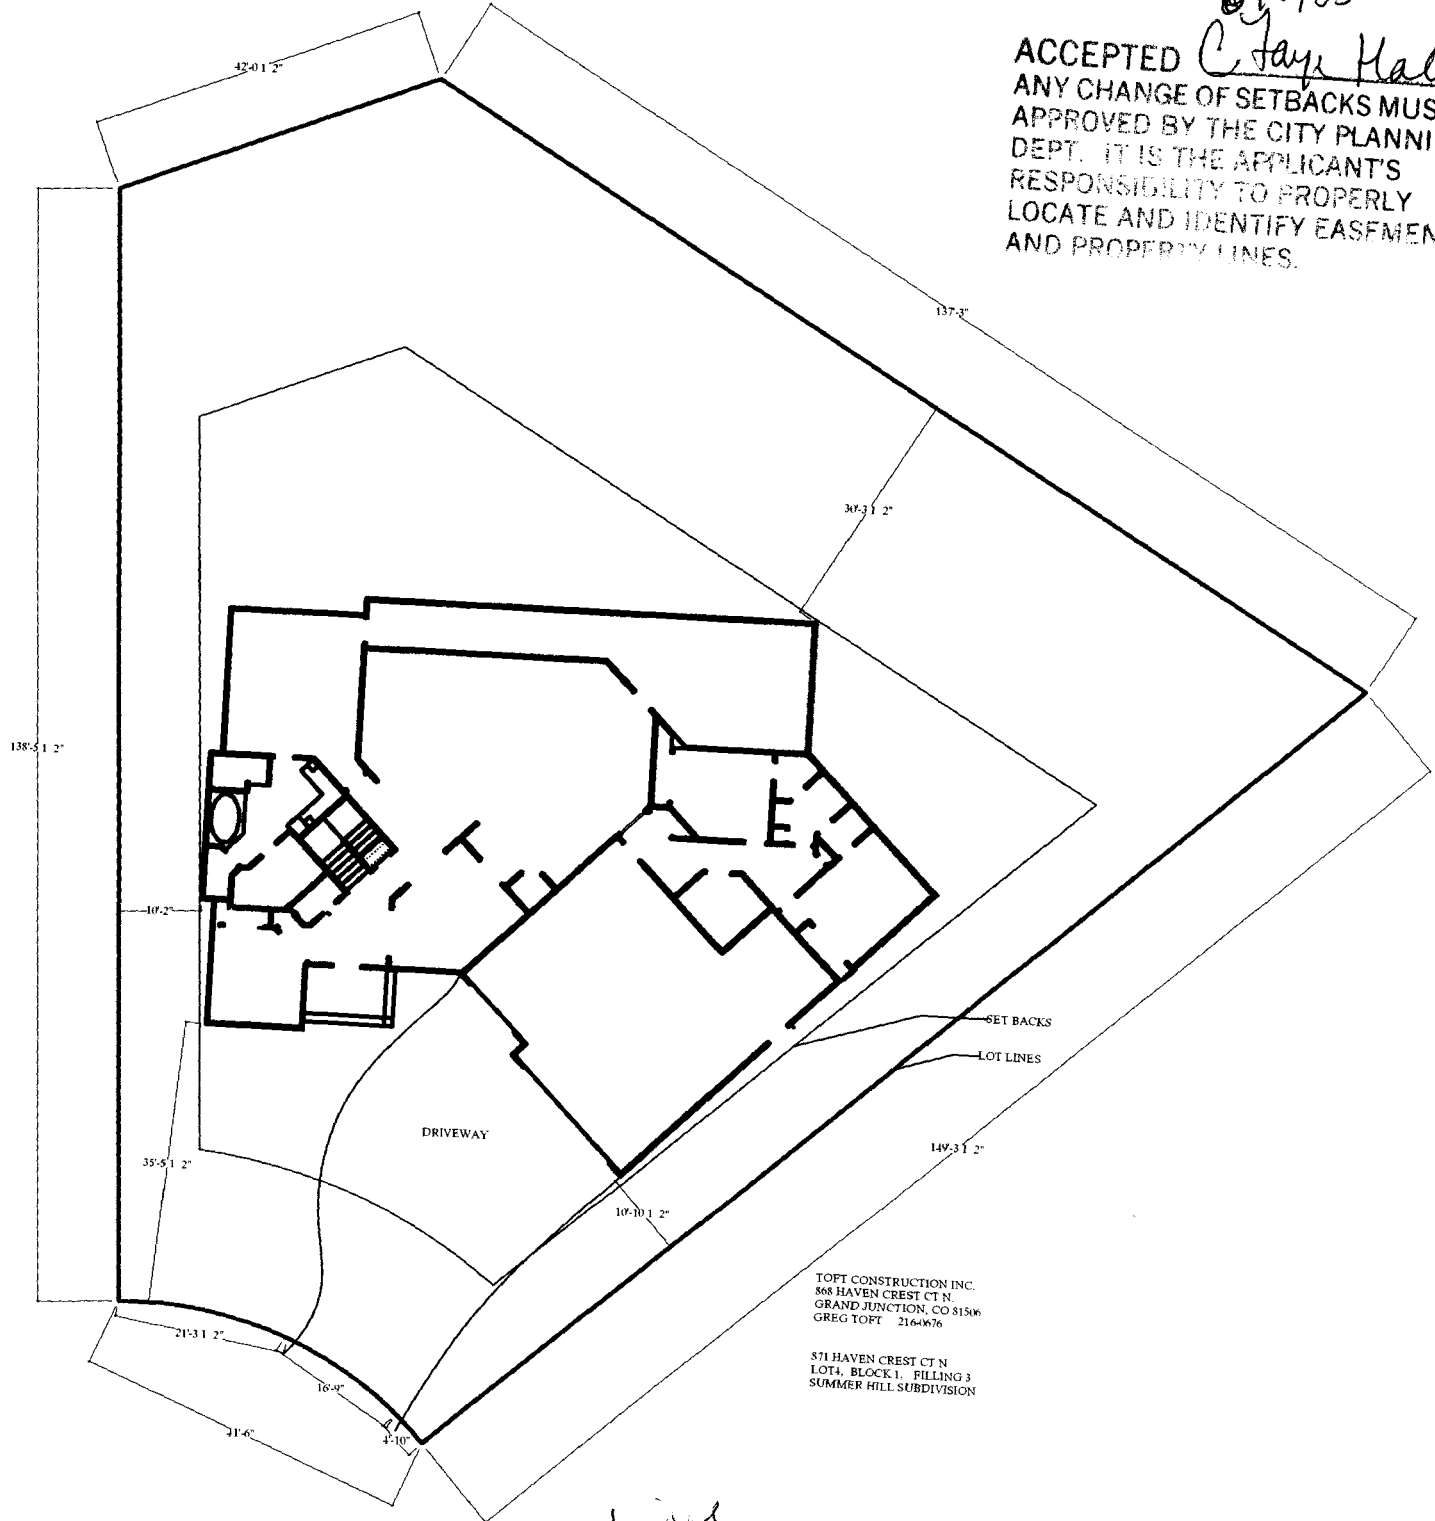 ACCEPTED C Faye Hal
ANY CHANGE OF SETBACKS MUS
APPROVED BY THE CITY PLANNI
DEPT. IT IS THE APPLICANT'S
RESPONSIBILITY TO PROPERLY
LOCATE AND IDENTIFY EASEMEN
AND PROPERTY LINES.
42'-0 1 2"
137'-3"
30'-3 1 2"
138'-5 1 2"
10'-2"
SET BACKS
LOT LINES
DRIVEWAY
149'-3 1 2"
35'-5 1 2"
10'-10 1 2"
TOFT CONSTRUCTION INC.
868 HAVEN CREST CT N.
GRAND JUNCTION, CO 81506
GREG TOFT 216-0676
871 HAVEN CREST CT N
LOT4, BLOCK 1, FILLING 3
SUMMER HILL SUBDIVISION
21'-3 1 2"
16'-9"
41'-6"
4'-10"